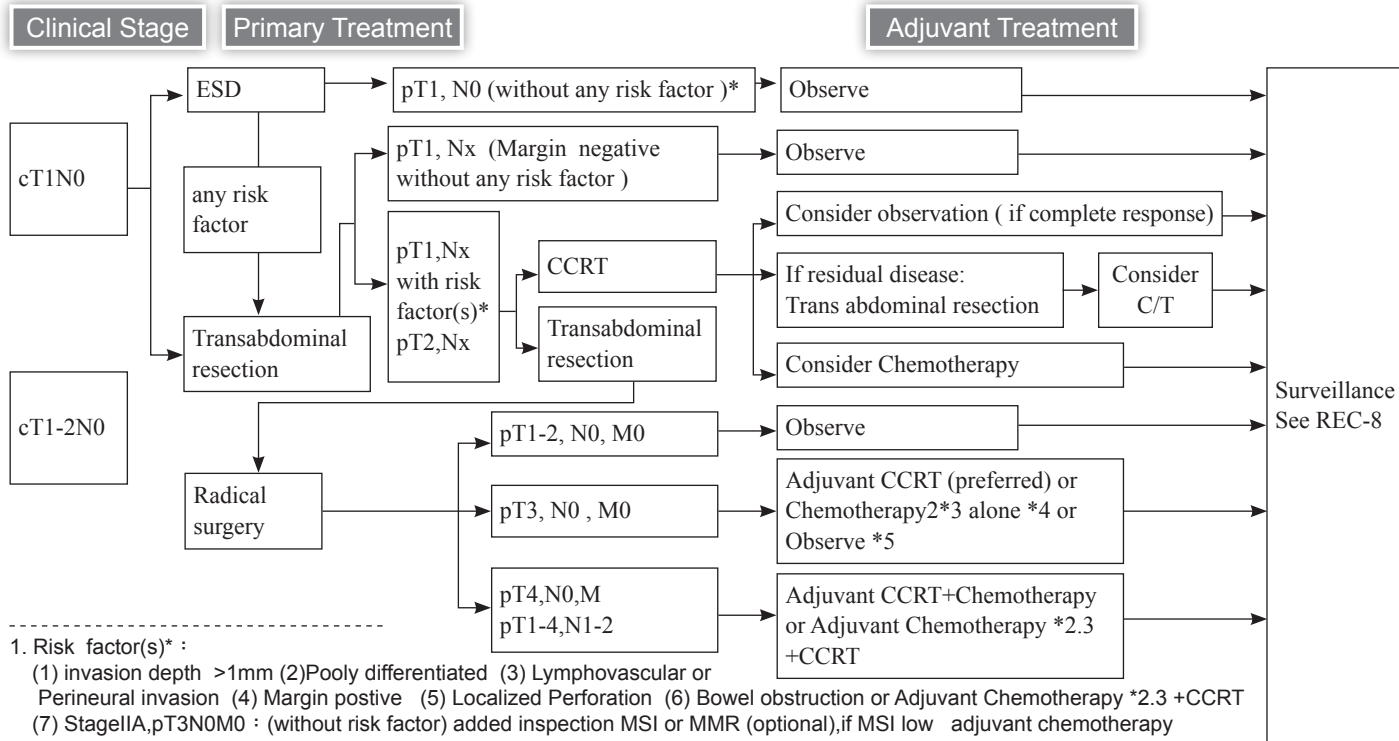 Clinical Stage
Primary Treatment
Adjuvant Treatment
cT1N0
cT1-2N0
ESD
any risk
factor
Transabdominal
resection
Radical
surgery
pT1, N0 (without any risk factor )*
pT1, Nx (Margin negative
without any risk factor )
pT1,Nx
with risk
factor(s)*
pT2,Nx
CCRT
Transabdominal
resection
pT1-2, N0, M0
pT3, N0 , M0
pT4,N0,M
pT1-4,N1-2
Observe
Observe
Consider observation ( if complete response)
If residual disease:
Trans abdominal resection
Consider
C/T
Consider Chemotherapy
Observe
Adjuvant CCRT (preferred) or
Chemotherapy2*3 alone *4 or
Observe *5
Adjuvant CCRT+Chemotherapy
or Adjuvant Chemotherapy *2.3
+CCRT
Surveillance
See REC-8
1. Risk factor(s)*：
(1) invasion depth >1mm (2)Pooly differentiated (3) Lymphovascular or
Perineural invasion (4) Margin postive (5) Localized Perforation (6) Bowel obstruction or Adjuvant Chemotherapy *2.3 +CCRT
(7) StageIIA,pT3N0M0：(without risk factor) added inspection MSI or MMR (optional),if MSI low adjuvant chemotherapy